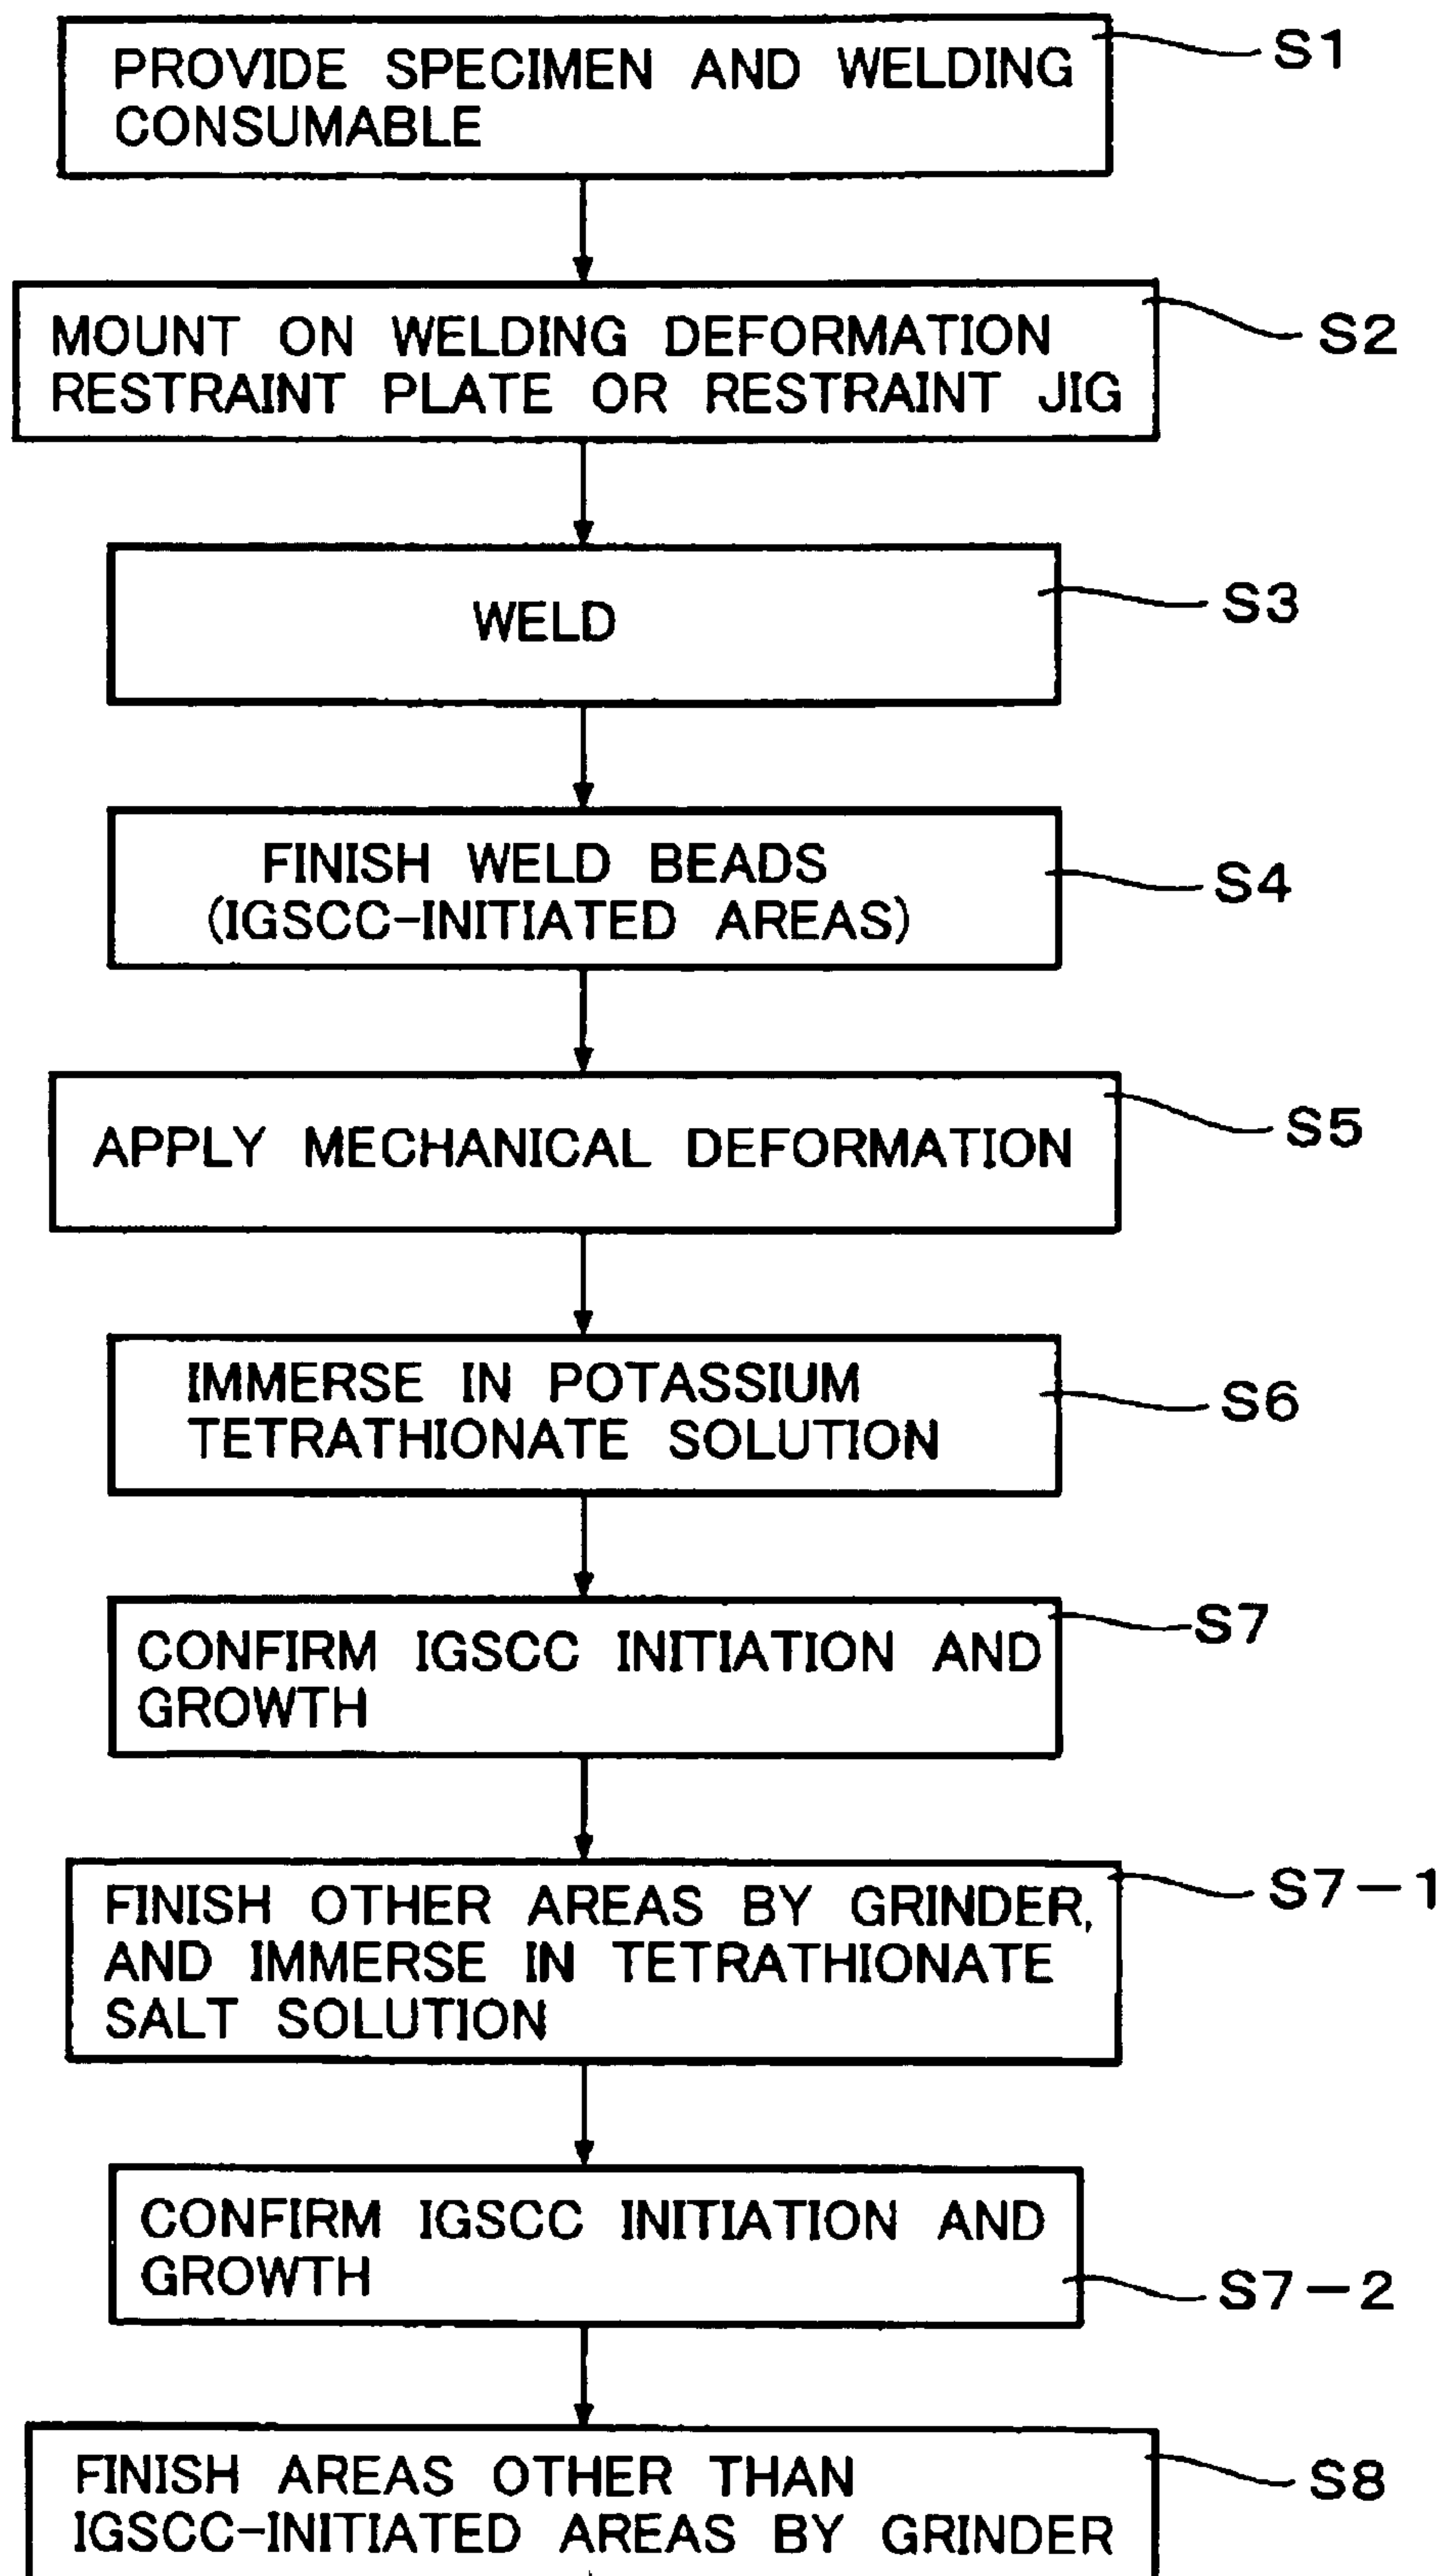 PROVIDE SPECIMEN AND WELDING
CONSUMABLE
S1
MOUNT ON WELDING DEFORMATION
RESTRAINT PLATE OR RESTRAINT JIG
S2
WELD
S3
FINISH WELD BEADS
(IGSCC-INITIATED AREAS)
S4
APPLY MECHANICAL DEFORMATION
S5
IMMERSE IN POTASSIUM
TETRATHIONATE SOLUTION
S6
CONFIRM IGSCC INITIATION AND
GROWTH
S7
FINISH OTHER AREAS BY GRINDER,
AND IMMERSE IN TETRATHIONATE
SALT SOLUTION
S7-1
CONFIRM IGSCC INITIATION AND
GROWTH
S7-2
FINISH AREAS OTHER THAN
IGSCC-INITIATED AREAS BY GRINDER
S8